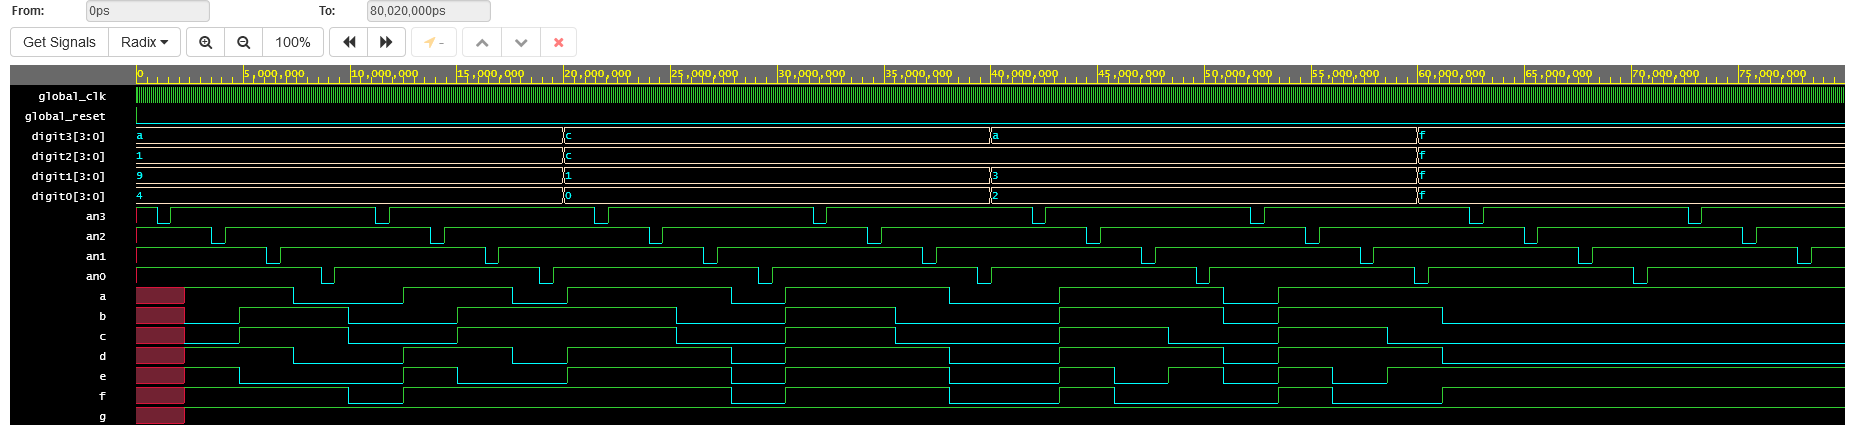 From: 0ps To: 80,020,000ps
Get Signals Radix 100% -
0 5,000,000 10,000,000 15,000,000 20,000,000 25,000,000 30,000,000 35,000,000 40,000,000 45,000,000 50,000,000 55,000,000 60,000,000 65,000,000 70,000,000 75,000,000
global_clk
global_reset
digit3[3:0] a c a f
digit2[3:0] 1 c f
digit1[3:0] 9 1 3 f
digit0[3:0] 4 0 2 f
an3
an2
an1
an0
a
b
c
d
e
f
g